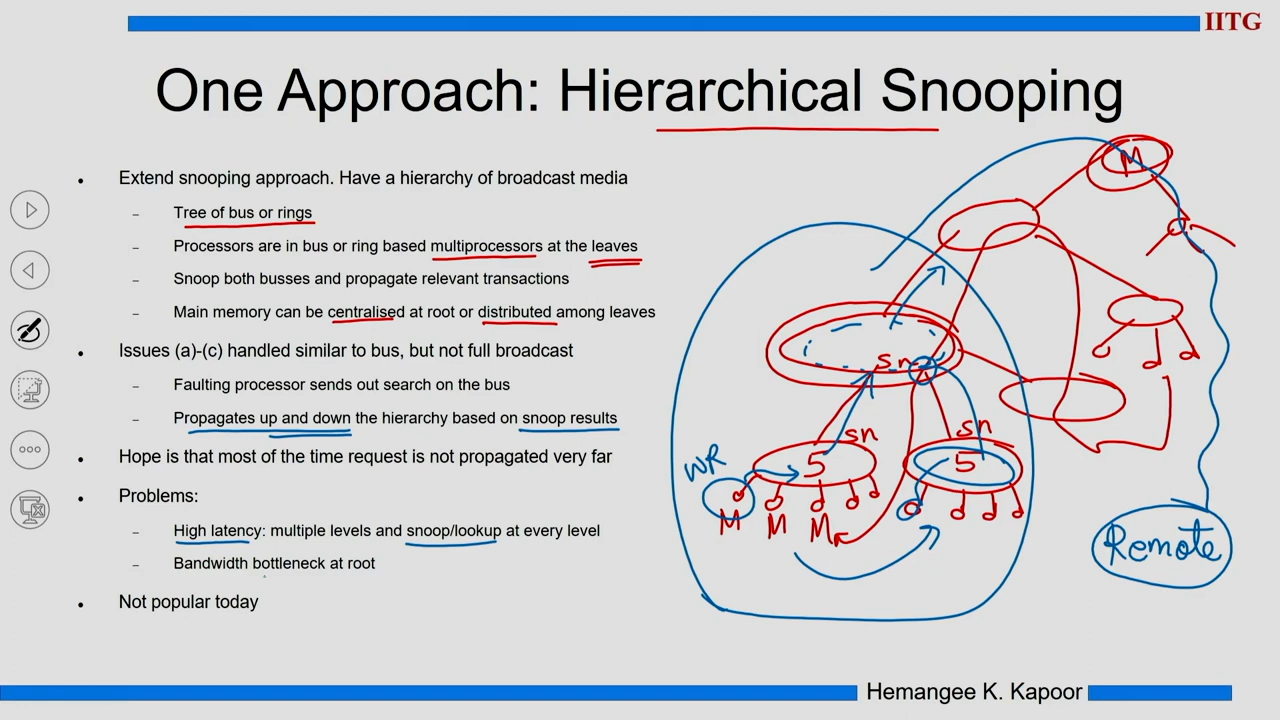 IITG
One Approach: Hierarchical Snooping
• Extend snooping approach. Have a hierarchy of broadcast media
– Tree of bus or rings
– Processors are in bus or ring based multiprocessors at the leaves
– Snoop both busses and propagate relevant transactions
– Main memory can be centralised at root or distributed among leaves
• Issues (a)-(c) handled similar to bus, but not full broadcast
– Faulting processor sends out search on the bus
– Propagates up and down the hierarchy based on snoop results
• Hope is that most of the time request is not propagated very far
• Problems:
– High latency: multiple levels and snoop/lookup at every level
– Bandwidth bottleneck at root
• Not popular today
M
sn
sn
sn
WR
5
5
M
M
M
Remote
Hemangee K. Kapoor